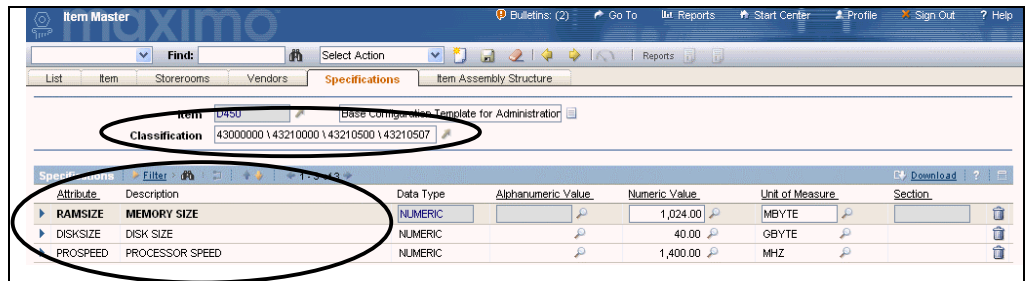 maximo
Item Master Bulletins: (2) Go To Reports Start Center Profile Sign Out ? Help
Find: Select Action Reports
List Item Storerooms Vendors Specifications Item Assembly Structure
Item D450 Base Configuration Template for Administration
Classification 43000000 \ 43210000 \ 43210500 \ 43210507
Specifications Filter 1 - 3 of 3 Download ?
Attribute Description Data Type Alphanumeric Value Numeric Value Unit of Measure Section
RAMSIZE MEMORY SIZE NUMERIC 1,024.00 MBYTE
DISKSIZE DISK SIZE NUMERIC 40.00 GBYTE
PROSPEED PROCESSOR SPEED NUMERIC 1,400.00 MHZ